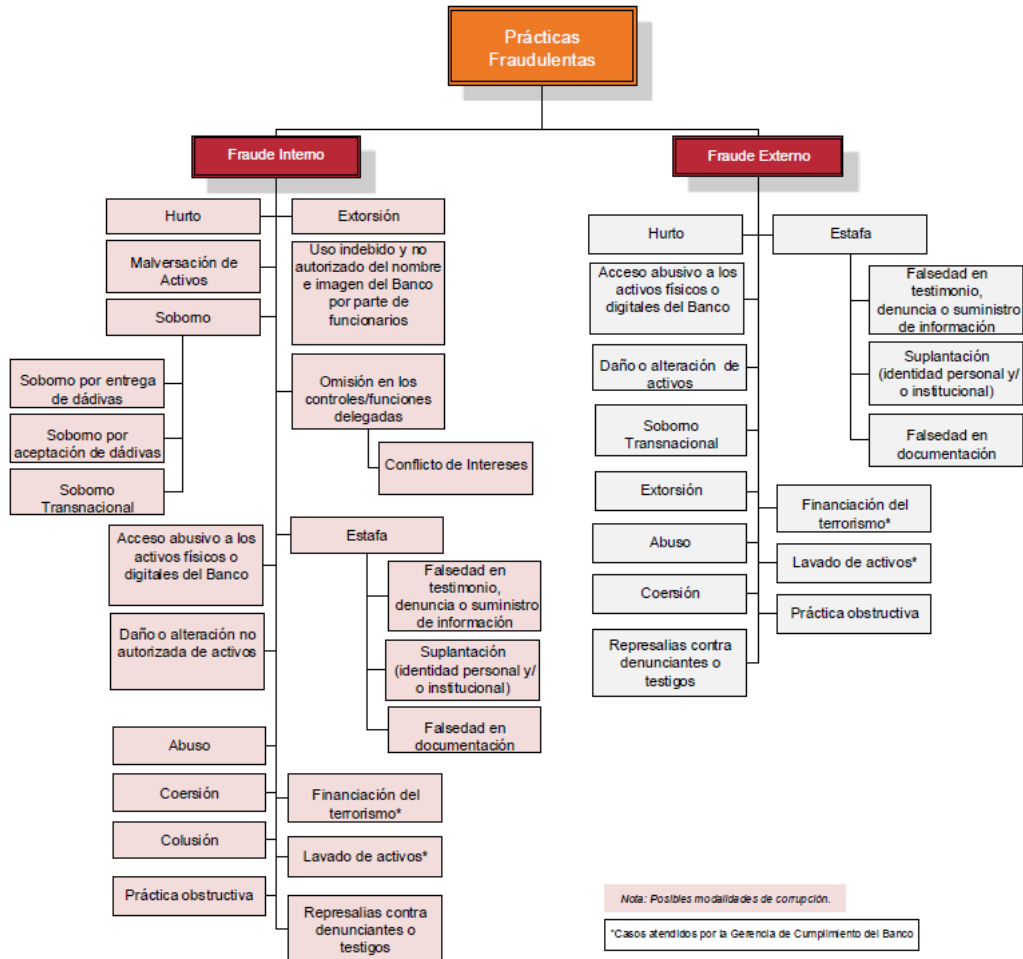 Prácticas
Fraudulentas
Fraude Interno
Hurto
Malversación de
Activos
Soborno
Soborno por entrega
de dádivas
Soborno por
aceptación de dádivas
Soborno
Transnacional
Extorsión
Uso indebido y no
autorizado del nombre
e imagen del Banco
por parte de
funcionarios
Omisión en los
controles/funciones
delegadas
Conflicto de Intereses
Acceso abusivo a los
activos físicos o
digitales del Banco
Daño o alteración no
autorizada de activos
Estafa
Falsedad en
testimonio,
denuncia o suministro
de información
Suplantación
(identidad personal y/
o institucional)
Falsedad en
documentación
Abuso
Coersión
Colusión
Práctica obstructiva
Financiación del
terrorismo*
Lavado de activos*
Represalias contra
denunciantes o
testigos
Fraude Externo
Hurto
Acceso abusivo a los
activos físicos o
digitales del Banco
Daño o alteración de
activos
Soborno
Transnacional
Extorsión
Abuso
Coersión
Represalias contra
denunciantes o
testigos
Estafa
Falsedad en
testimonio,
denuncia o suministro
de información
Suplantación
(identidad personal y/
o institucional)
Falsedad en
documentación
Financiación del
terrorismo*
Lavado de activos*
Práctica obstructiva
Nota: Posibles modalidades de corrupción.
*Casos atendidos por la Gerencia de Cumplimiento del Banco